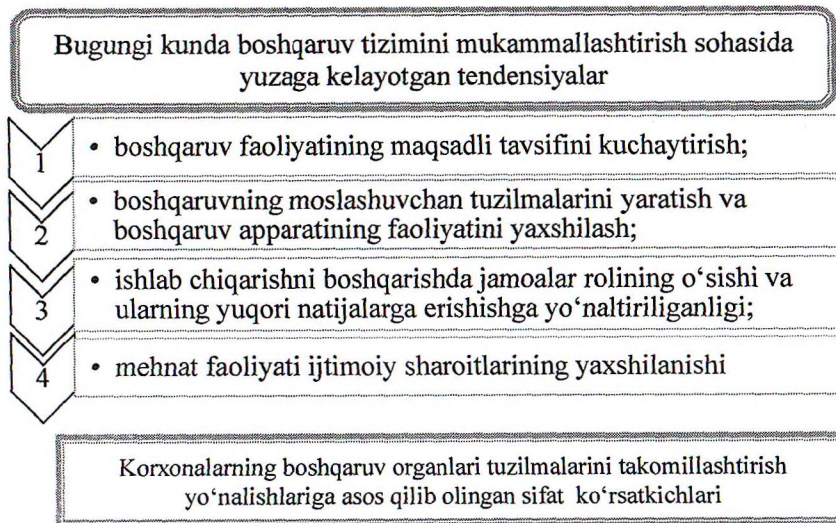 Bugungi kunda boshqaruv tizimini mukammallashtirish sohasida
yuzaga kelayotgan tendensiyalar
1
• boshqaruv faoliyatining maqsadli tavsifini kuchaytirish;
2
• boshqaruvning moslashuvchan tuzilmalarini yaratish va
boshqaruv apparatining faoliyatini yaxshilash;
3
• ishlab chiqarishni boshqarishda jamoalar rolining o‘sishi va
ularning yuqori natijalarga erishishga yo‘naltiriliganligi;
4
• mehnat faoliyati ijtimoiy sharoitlarining yaxshilanishi
Korxonalarning boshqaruv organlari tuzilmalarini takomillashtirish
yo‘nalishlariga asos qilib olingan sifat ko‘rsatkichlari